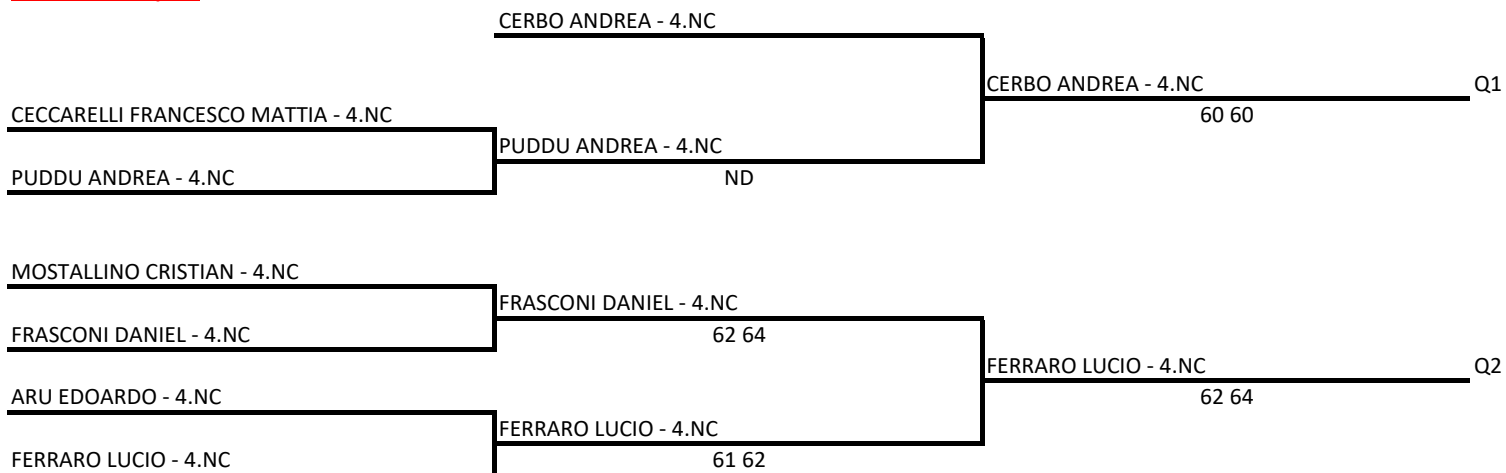 CERBO ANDREA - 4.NC
CERBO ANDREA - 4.NC Q1
CECCARELLI FRANCESCO MATTIA - 4.NC
60 60
PUDDU ANDREA - 4.NC
PUDDU ANDREA - 4.NC
ND
MOSTALLINO CRISTIAN - 4.NC
FRASCONI DANIEL - 4.NC
FRASCONI DANIEL - 4.NC
62 64
FERRARO LUCIO - 4.NC Q2
ARU EDOARDO - 4.NC
62 64
FERRARO LUCIO - 4.NC
FERRARO LUCIO - 4.NC
61 62